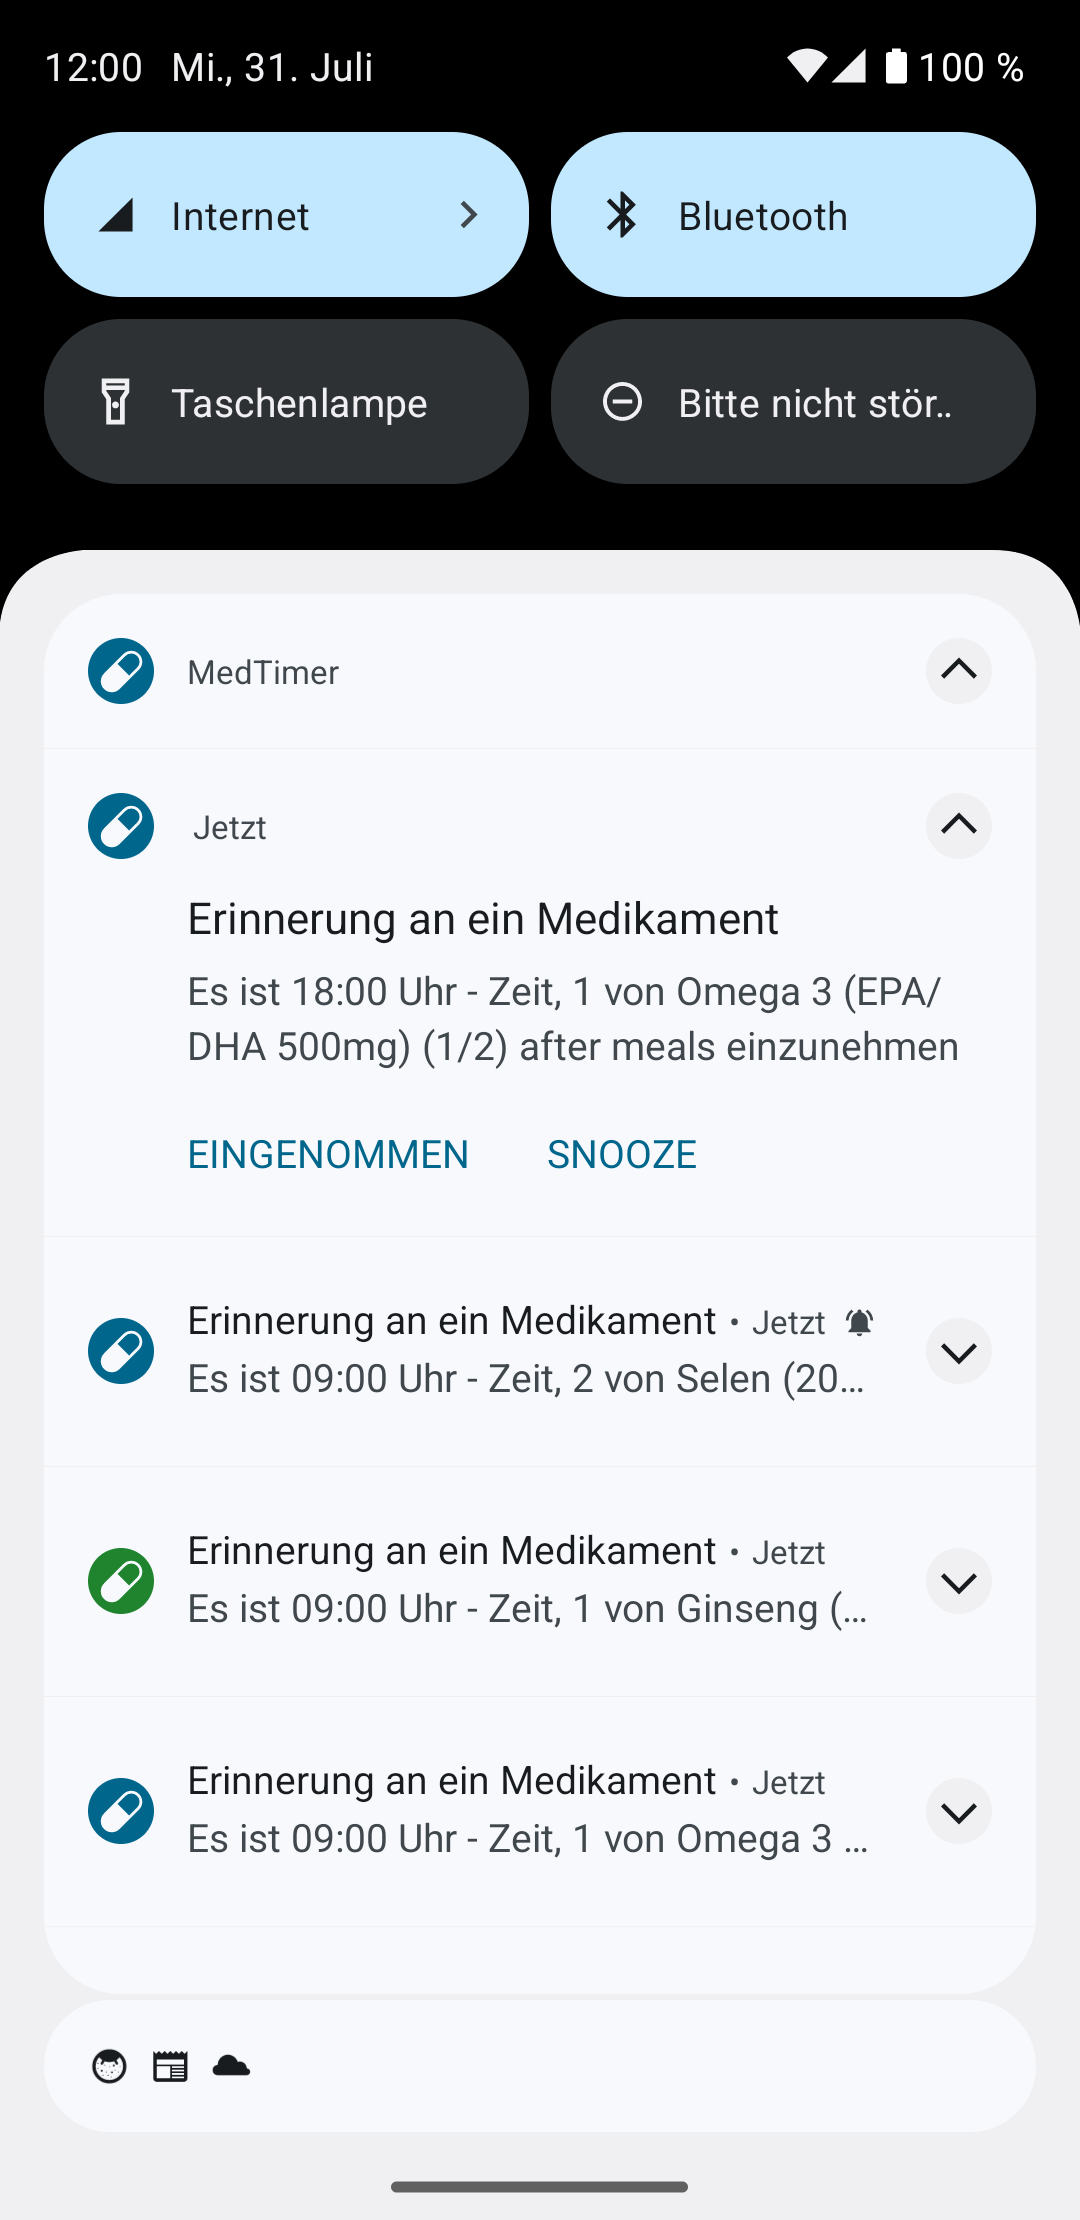 12:00 Mi., 31. Juli 100 %
Internet
Bluetooth
Taschenlampe
Bitte nicht stör..
MedTimer
Jetzt
Erinnerung an ein Medikament
Es ist 18:00 Uhr - Zeit, 1 von Omega 3 (EPA/
DHA 500mg) (1/2) after meals einzunehmen
EINGENOMMEN SNOOZE
Erinnerung an ein Medikament • Jetzt
Es ist 09:00 Uhr - Zeit, 2 von Selen (20…
Erinnerung an ein Medikament • Jetzt
Es ist 09:00 Uhr - Zeit, 1 von Ginseng (…
Erinnerung an ein Medikament • Jetzt
Es ist 09:00 Uhr - Zeit, 1 von Omega 3 …